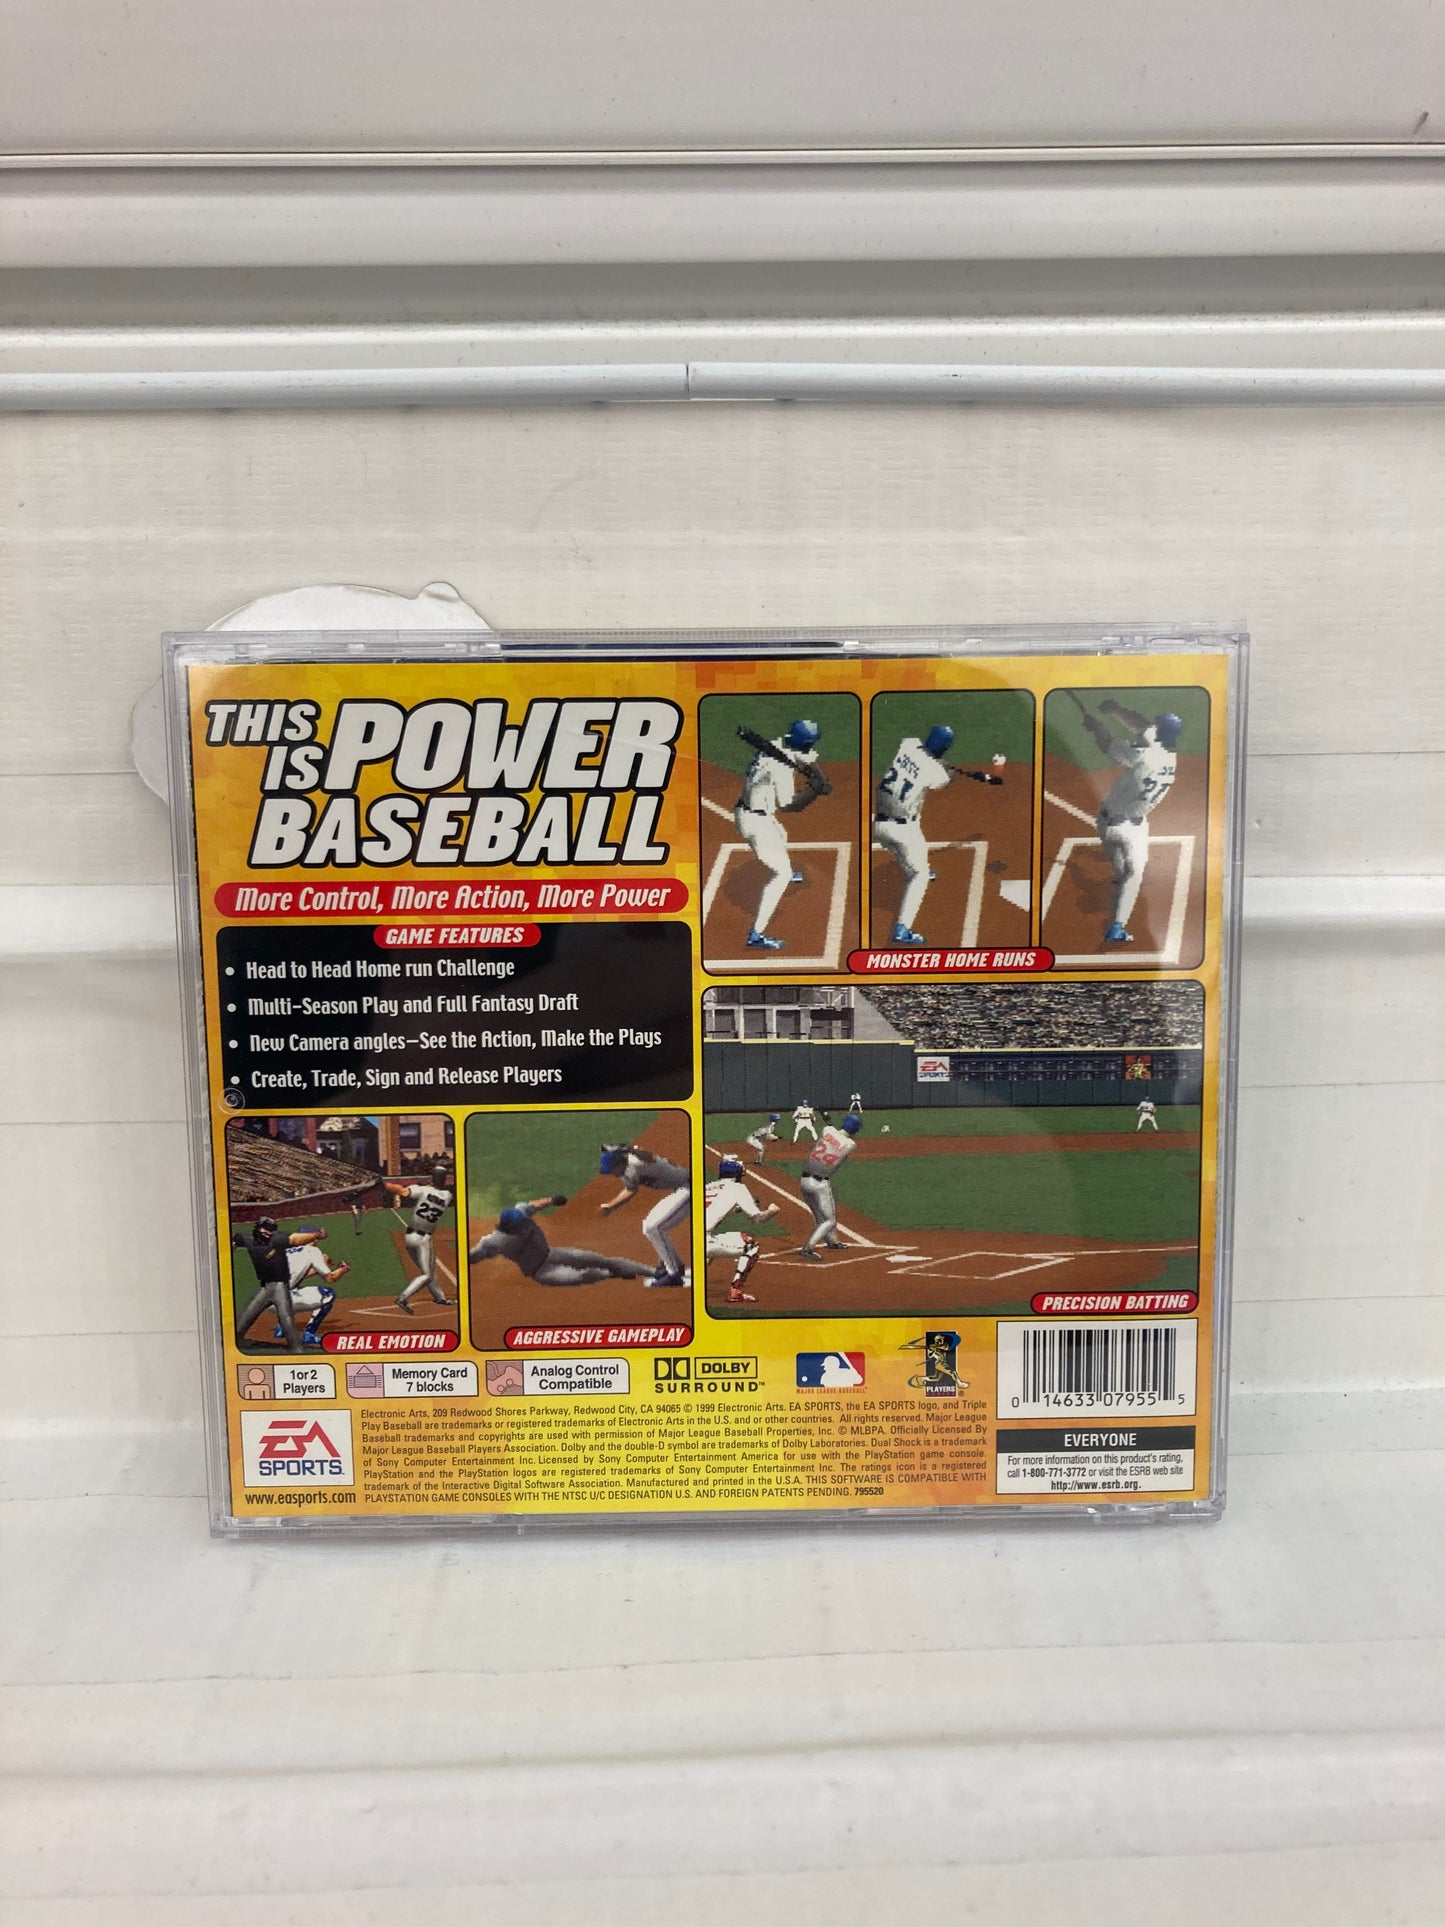 THIS
IS POWER
BASEBALL
More Control, More Action, More Power
GAME FEATURES
• Head to Head Home run Challenge
• Multi-Season Play and Full Fantasy Draft
• New Camera angles—See the Action, Make the Plays
• Create, Trade, Sign and Release Players
21
21
MONSTER HOME RUNS
EA
SPORTS
24
PRECISION BATTING
23
REAL EMOTION
AGGRESSIVE GAMEPLAY
1 or 2
Players
Memory Card
7 blocks
Analog Control
Compatible
DOLBY
SURROUND™
MAJOR LEAGUE BASEBALL
PLAYERS
CHOICE
0 14633 07955 5
EA
SPORTS™
www.easports.com
Electronic Arts, 209 Redwood Shores Parkway, Redwood City, CA 94065 © 1999 Electronic Arts. EA SPORTS, the EA SPORTS logo, and Triple
Play Baseball are trademarks or registered trademarks of Electronic Arts in the U.S. and/or other countries. All rights reserved. Major League
Baseball trademarks and copyrights are used with permission of Major League Baseball Properties, Inc. © MLBPA. Officially Licensed By
Major League Baseball Players Association. Dolby and the double-D symbol are trademarks of Dolby Laboratories. Dual Shock is a trademark
of Sony Computer Entertainment Inc. Licensed by Sony Computer Entertainment America for use with the PlayStation game console.
PlayStation and the PlayStation logos are registered trademarks of Sony Computer Entertainment Inc. The ratings icon is a registered
trademark of the Interactive Digital Software Association. Manufactured and printed in the U.S.A. THIS SOFTWARE IS COMPATIBLE WITH
PLAYSTATION GAME CONSOLES WITH THE NTSC U/C DESIGNATION U.S. AND FOREIGN PATENTS PENDING. 795520
EVERYONE
For more information on this product's rating,
call 1-800-771-3772 or visit the ESRB web site
http://www.esrb.org.